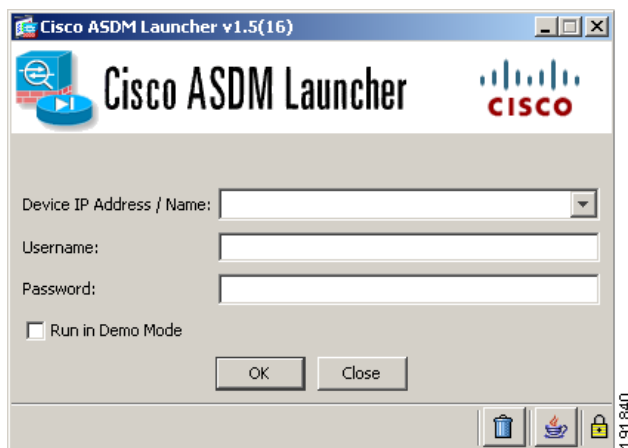 Cisco ASDM Launcher v1.5(16)
Cisco ASDM Launcher
CISCO
Device IP Address / Name:
Username:
Password:
Run in Demo Mode
OK
Close
191840